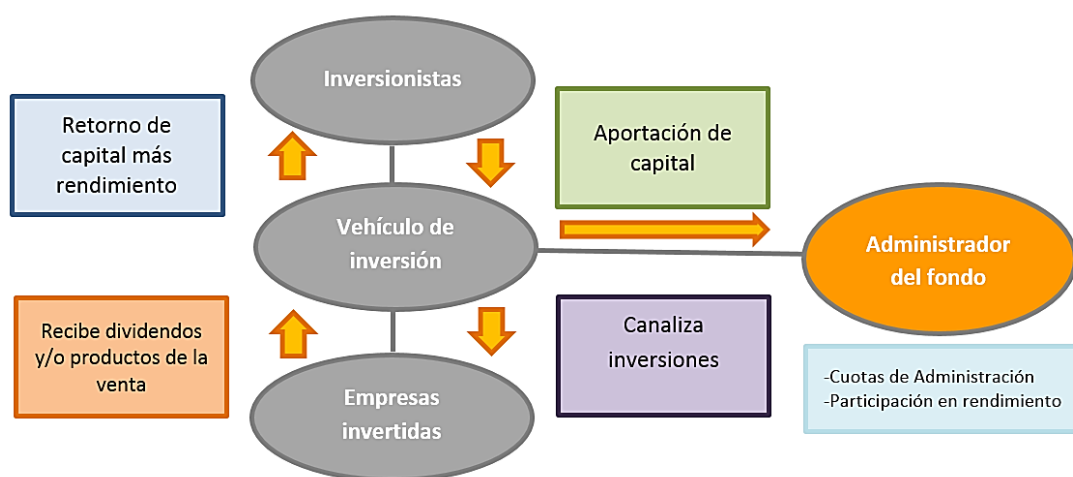 Inversionistas
Retorno de
capital más
rendimiento
Aportación de
capital
Vehículo de
inversión
Administrador
del fondo
Recibe dividendos
y/o productos de la
venta
Canaliza
inversiones
Empresas
invertidas
-Cuotas de Administración
-Participación en rendimiento